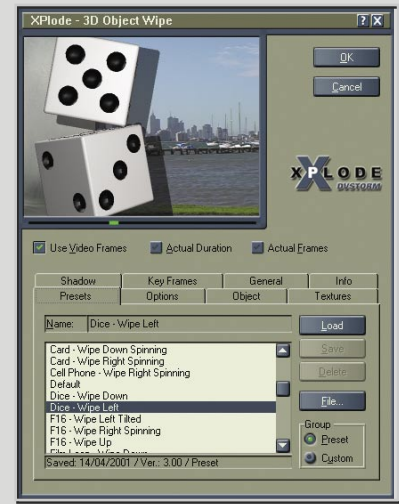 XPlode - 3D Object Wipe
OK
Cancel
XPLODE
OVSTORM
Use Video Frames
Actual Duration
Actual Frames
Shadow
Key Frames
General
Info
Presets
Options
Object
Textures
Name: Dice - Wipe Left
Load
Card - Wipe Down Spinning
Card - Wipe Right Spinning
Cell Phone - Wipe Right Spinning
Default
Dice - Wipe Down
Dice - Wipe Left
F16 - Wipe Left Tilted
F16 - Wipe Right Spinning
F16 - Wipe Up
Save
Delete
File...
Group
Preset
Custom
Saved: 14/04/2001 / Ver.: 3.00 / Preset